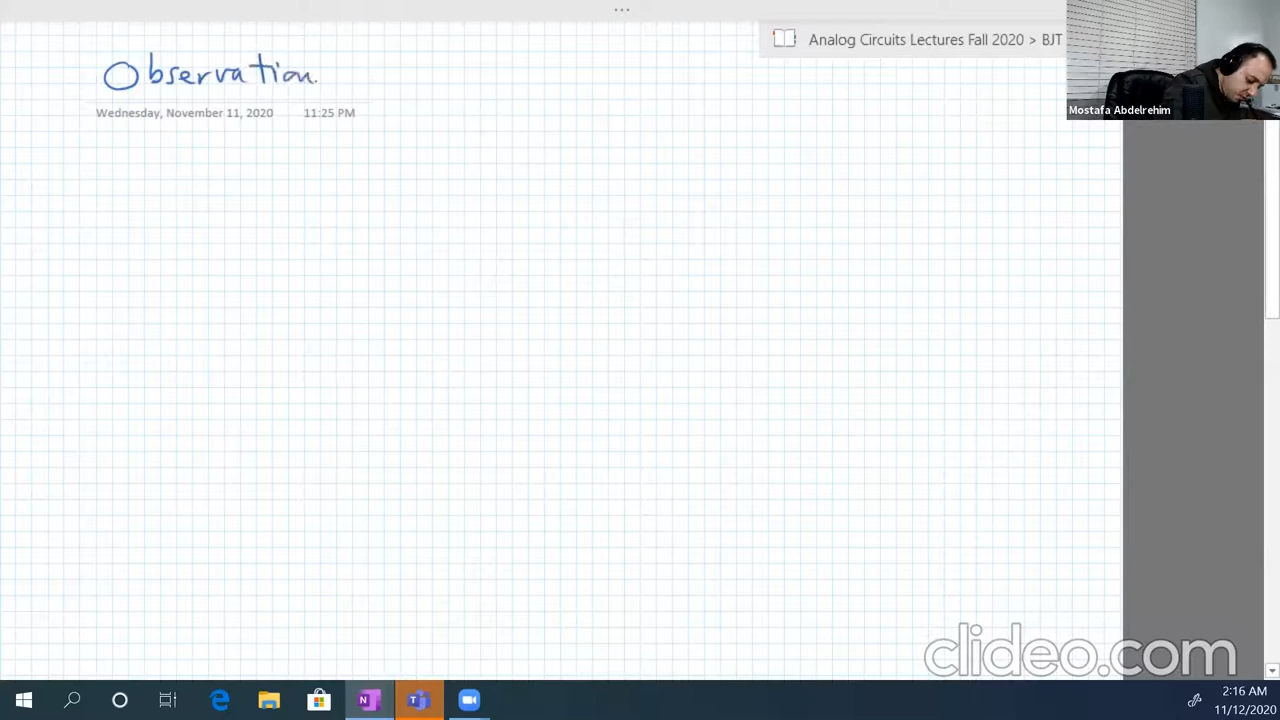 Analog Circuits Lectures Fall 2020 > BJT
Observation.
Wednesday, November 11, 2020 11:25 PM
Mostafa Abdelrehim
clideo.com
2:16 AM
11/12/2020